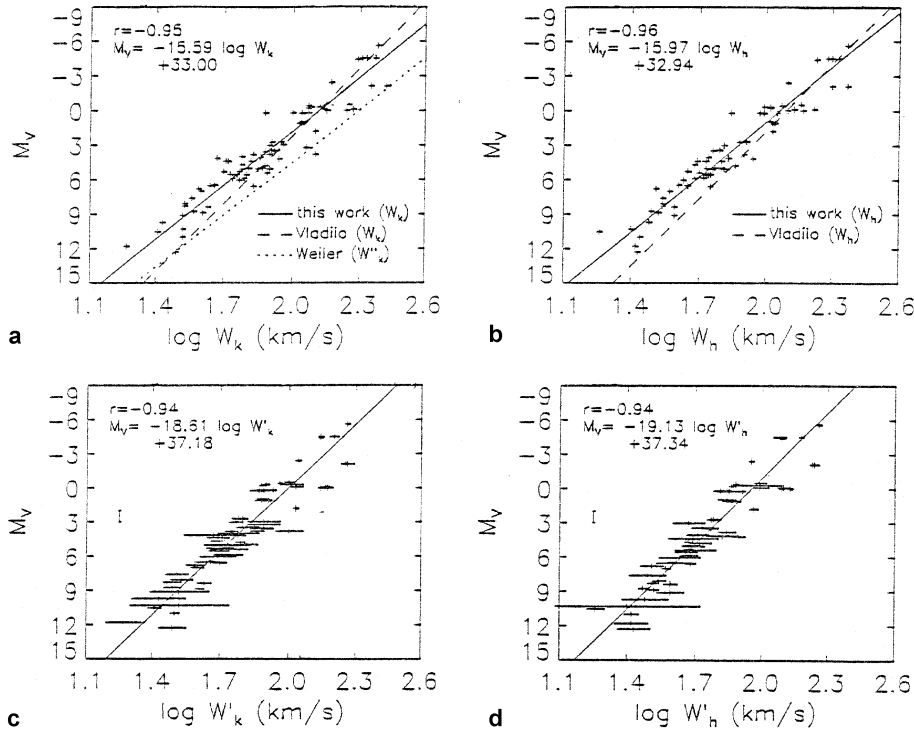 −9
−6
−3
0
3
6
9
12
15
M_V
r=−0.95
M_V= −15.59 log W_k
+33.00
this work (W_k)
Vladilo (W_k)
Weiler (W"_k)
1.1 1.4 1.7 2.0 2.3 2.6
log W_k (km/s)
a
−9
−6
−3
0
3
6
9
12
15
M_V
r=−0.96
M_V= −15.97 log W_h
+32.94
this work (W_h)
Vladilo (W_h)
1.1 1.4 1.7 2.0 2.3 2.6
log W_h (km/s)
b
−9
−6
−3
0
3
6
9
12
15
M_V
r=−0.94
M_V= −18.61 log W'_k
+37.18
1.1 1.4 1.7 2.0 2.3 2.6
log W'_k (km/s)
c
−9
−6
−3
0
3
6
9
12
15
M_V
r=−0.94
M_V= −19.13 log W'_h
+37.34
1.1 1.4 1.7 2.0 2.3 2.6
log W'_h (km/s)
d